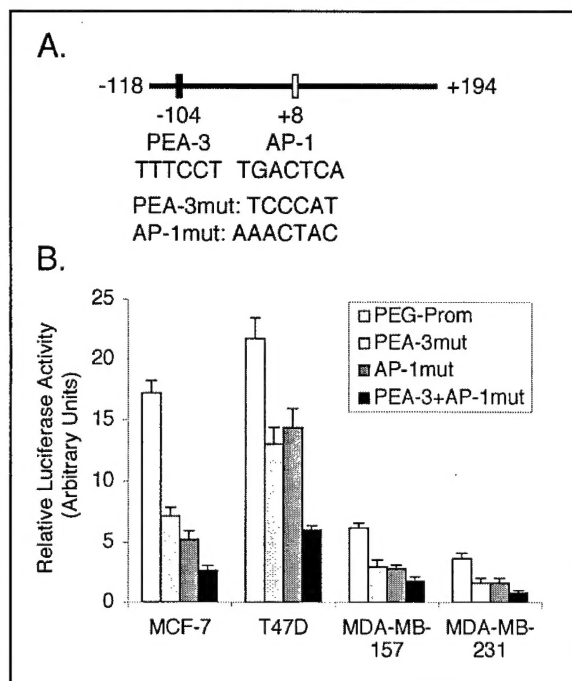 A.
-118 +194
-104 +8
PEA-3 AP-1
TTTCCT TGACTCA
PEA-3mut: TCCCAT
AP-1mut: AAACTAC
B.
Relative Luciferase Activity
(Arbitrary Units)
25
20
15
10
5
0
PEG-Prom
PEA-3mut
AP-1mut
PEA-3+AP-1mut
MCF-7 T47D MDA-MB-157 MDA-MB-231